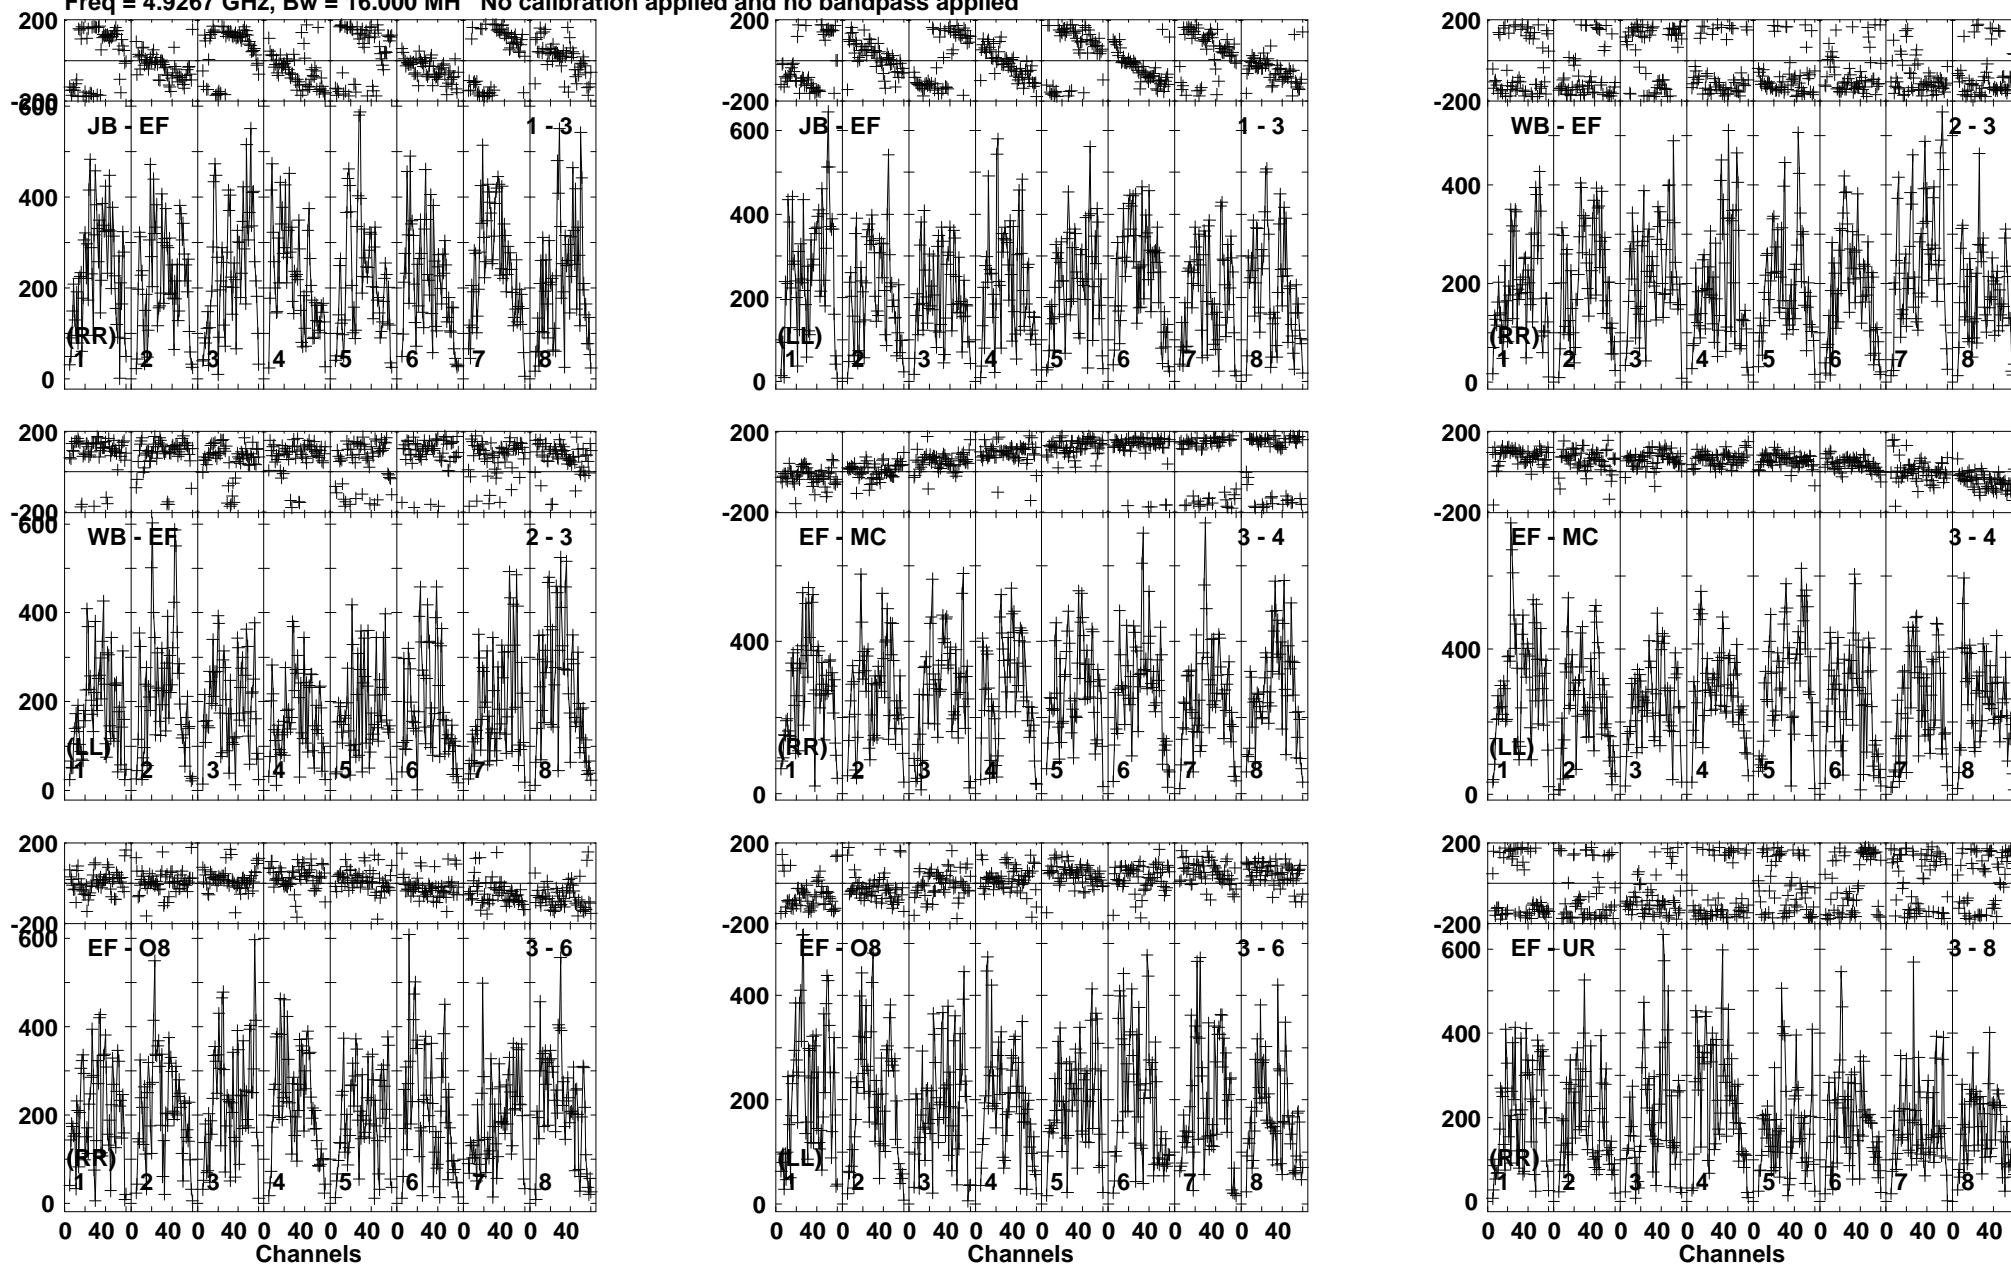 Freq = 4.9267 GHz, Bw = 16.000 MH No calibration applied and no bandpass applied
200 200 200
-200 -200 -200
600 JB - EF 1 - 3 600 JB - EF 1 - 3 WB - EF 2 - 3
400 400 400
200 200 200
(RR) (LL) (RR)
1 2 3 4 5 6 7 8 1 2 3 4 5 6 7 8 1 2 3 4 5 6 7 8
0 0 0
200 200 200
-200 -200 -200
600 WB - EF 2 - 3 EF - MC 3 - 4 EF - MC 3 - 4
400 400 400
200
(LL) (RR) (LL)
1 2 3 4 5 6 7 8 1 2 3 4 5 6 7 8 1 2 3 4 5 6 7 8
0 0 0
200 200 200
-200 -200 -200
600 EF - O8 3 - 6 EF - O8 3 - 6 600 EF - UR 3 - 8
400 400 400
200 200 200
(RR) (LL) (RR)
1 2 3 4 5 6 7 8 1 2 3 4 5 6 7 8 1 2 3 4 5 6 7 8
0 0 0
0 40 0 40 0 40 0 40 0 40 0 40 0 40 0 40 0 40 0 40 0 40 0 40 0 40 0 40 0 40 0 40 0 40 0 40 0 40 0 40 0 40 0 40 0 40 0 40
Channels Channels Channels